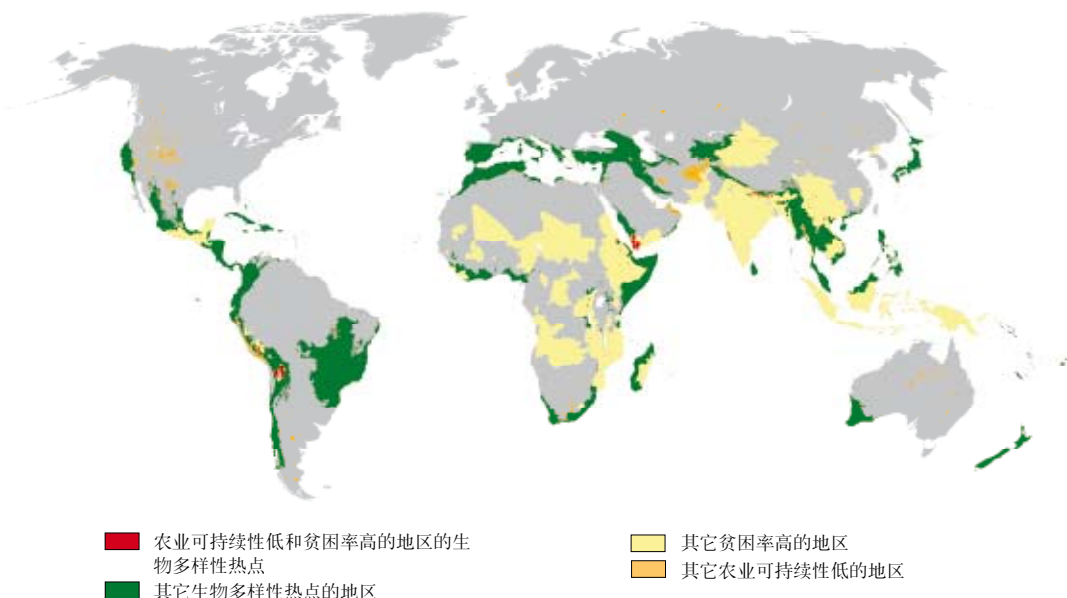 农业可持续性低和贫困率高的地区的生
物多样性热点
其它生物多样性热点的地区
其它贫困率高的地区
其它农业可持续性低的地区